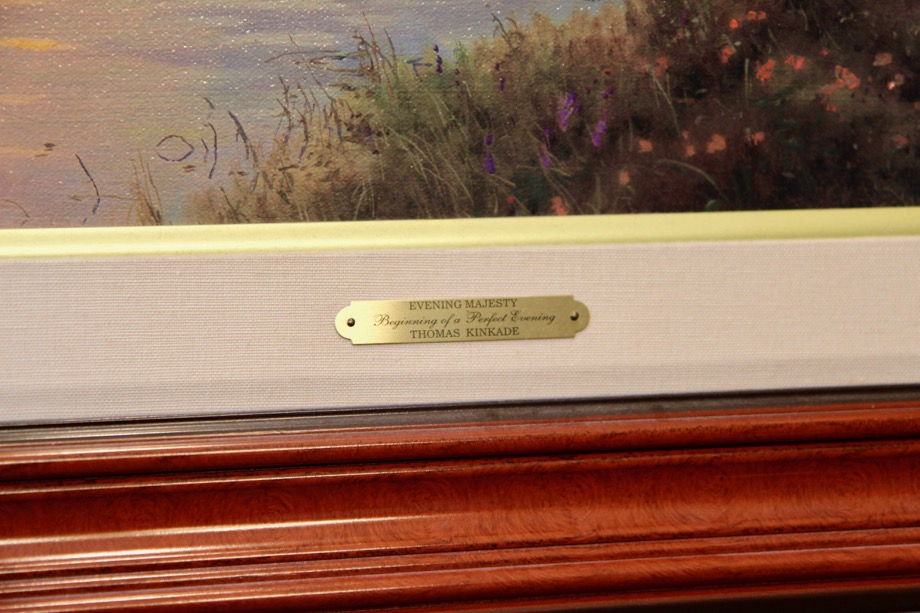 EVENING MAJESTY
Beginning of a Perfect Evening
THOMAS KINKADE